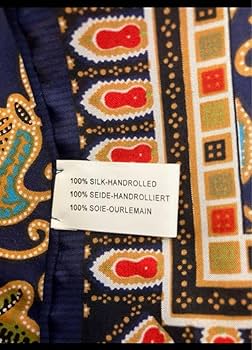 100% SILK-HANDROLLED
100% SEIDE-HANDROLLIERT
100% SOIE-OURLEMAIN